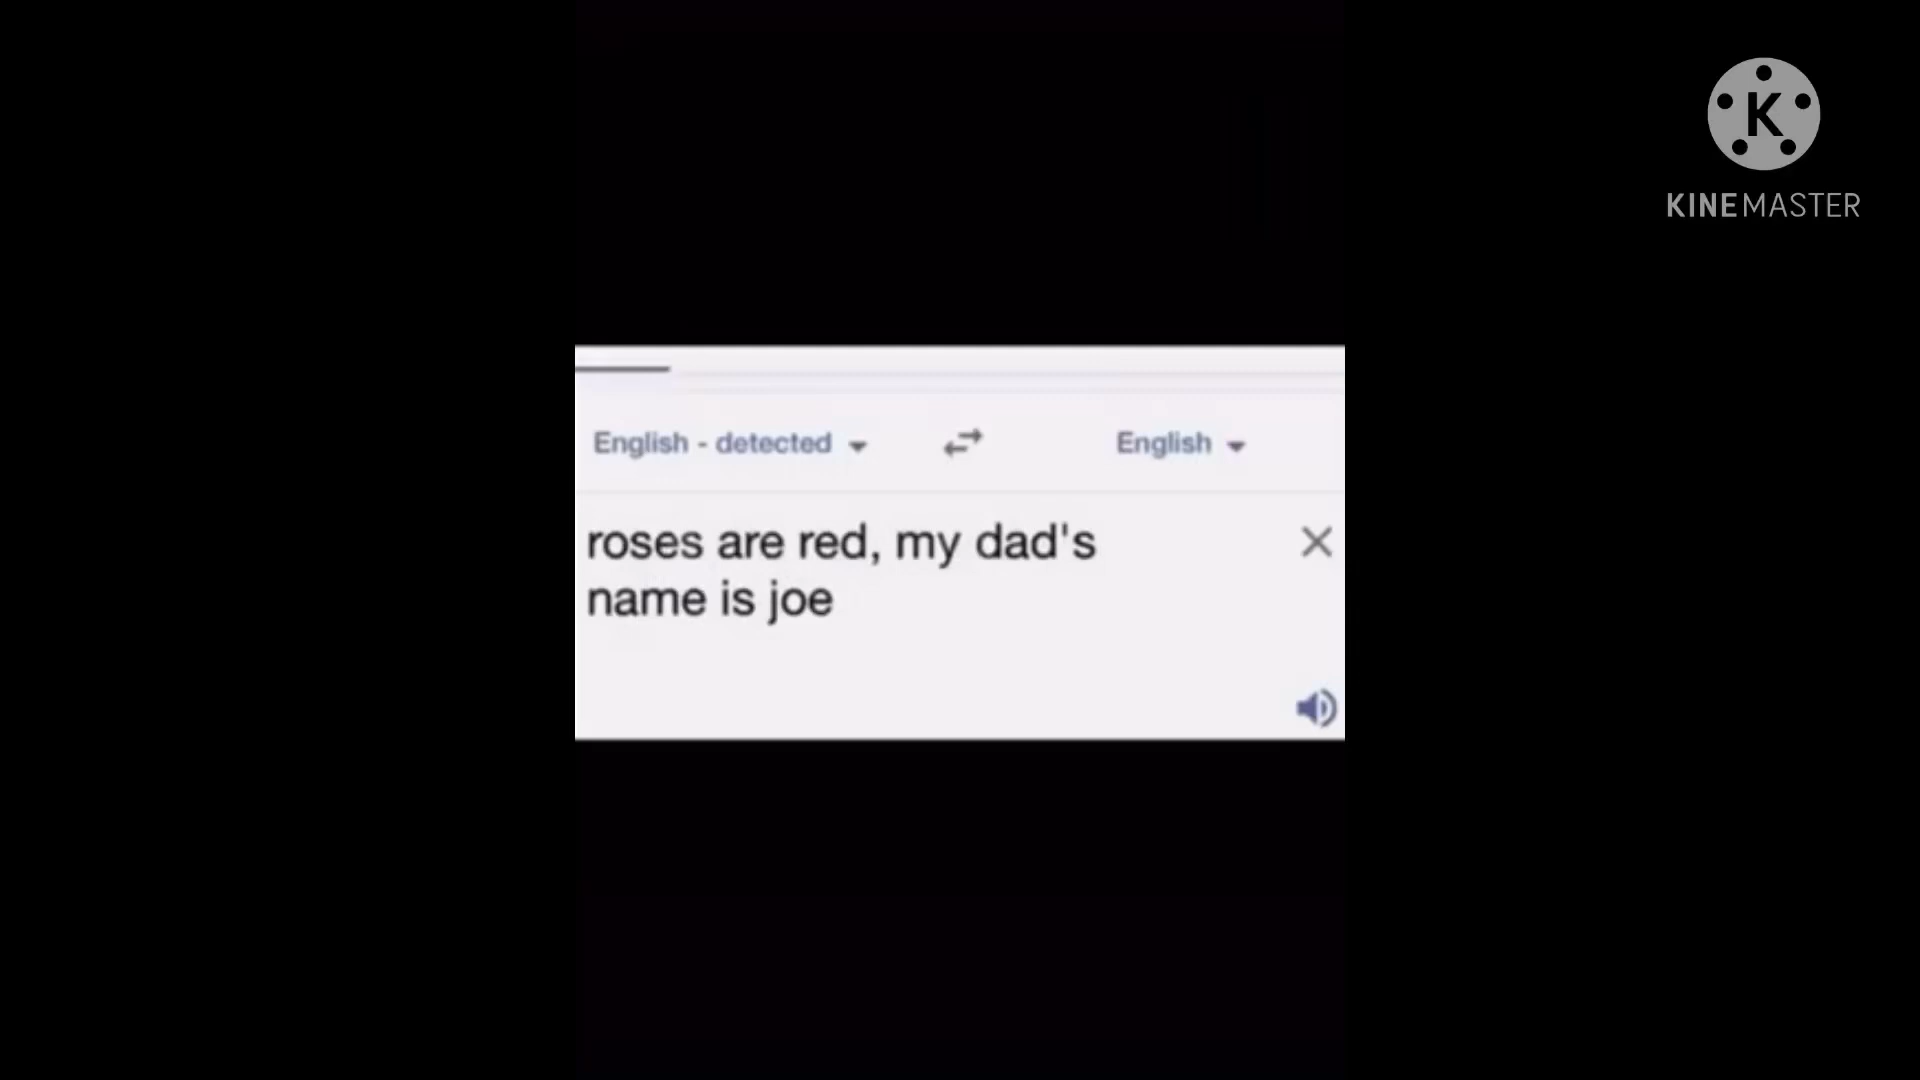 K
KINEMASTER
English - detected
English
roses are red, my dad's
name is joe